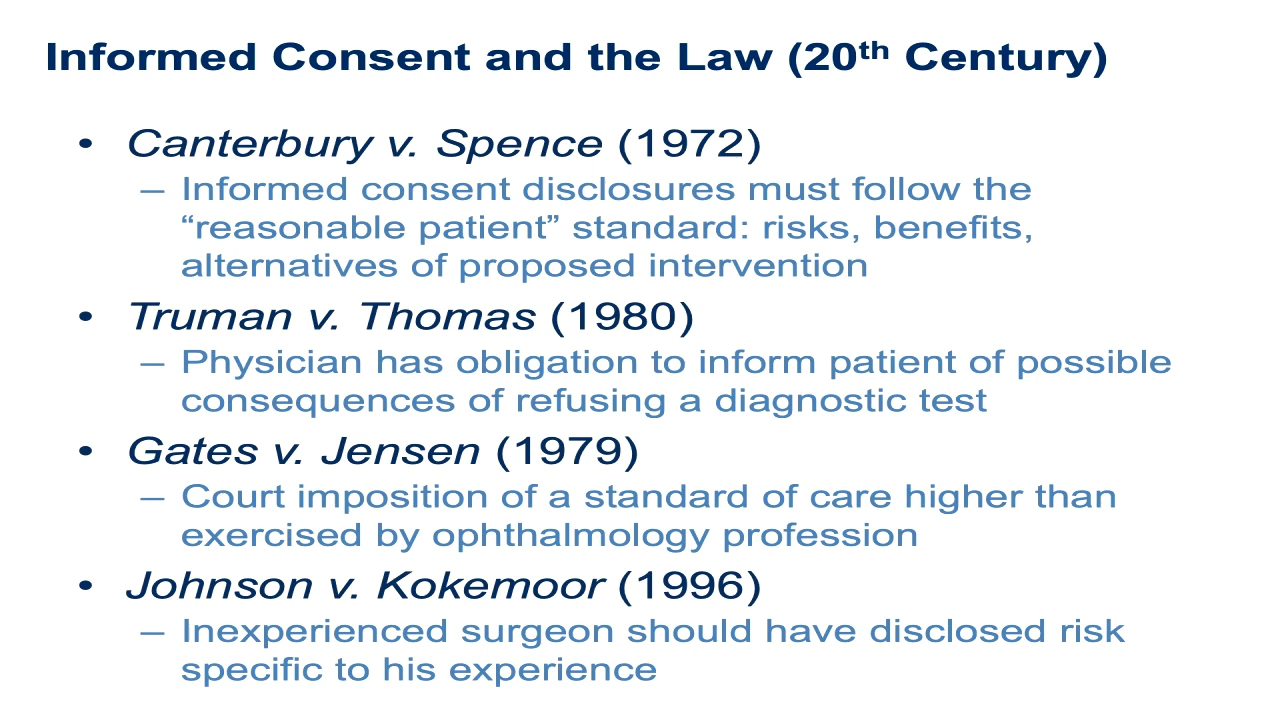 Informed Consent and the Law (20th Century)
• Canterbury v. Spence (1972)
– Informed consent disclosures must follow the
“reasonable patient” standard: risks, benefits,
alternatives of proposed intervention
• Truman v. Thomas (1980)
– Physician has obligation to inform patient of possible
consequences of refusing a diagnostic test
• Gates v. Jensen (1979)
– Court imposition of a standard of care higher than
exercised by ophthalmology profession
• Johnson v. Kokemoor (1996)
– Inexperienced surgeon should have disclosed risk
specific to his experience